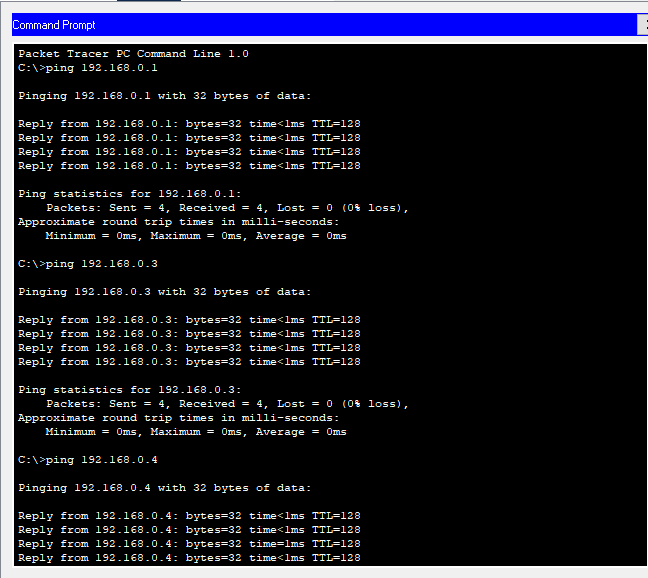 Command Prompt
Packet Tracer PC Command Line 1.0
C:\>ping 192.168.0.1
Pinging 192.168.0.1 with 32 bytes of data:
Reply from 192.168.0.1: bytes=32 time<1ms TTL=128
Reply from 192.168.0.1: bytes=32 time<1ms TTL=128
Reply from 192.168.0.1: bytes=32 time<1ms TTL=128
Reply from 192.168.0.1: bytes=32 time<1ms TTL=128
Ping statistics for 192.168.0.1:
Packets: Sent = 4, Received = 4, Lost = 0 (0% loss),
Approximate round trip times in milli-seconds:
Minimum = 0ms, Maximum = 0ms, Average = 0ms
C:\>ping 192.168.0.3
Pinging 192.168.0.3 with 32 bytes of data:
Reply from 192.168.0.3: bytes=32 time<1ms TTL=128
Reply from 192.168.0.3: bytes=32 time<1ms TTL=128
Reply from 192.168.0.3: bytes=32 time<1ms TTL=128
Reply from 192.168.0.3: bytes=32 time<1ms TTL=128
Ping statistics for 192.168.0.3:
Packets: Sent = 4, Received = 4, Lost = 0 (0% loss),
Approximate round trip times in milli-seconds:
Minimum = 0ms, Maximum = 0ms, Average = 0ms
C:\>ping 192.168.0.4
Pinging 192.168.0.4 with 32 bytes of data:
Reply from 192.168.0.4: bytes=32 time<1ms TTL=128
Reply from 192.168.0.4: bytes=32 time<1ms TTL=128
Reply from 192.168.0.4: bytes=32 time<1ms TTL=128
Reply from 192.168.0.4: bytes=32 time<1ms TTL=128